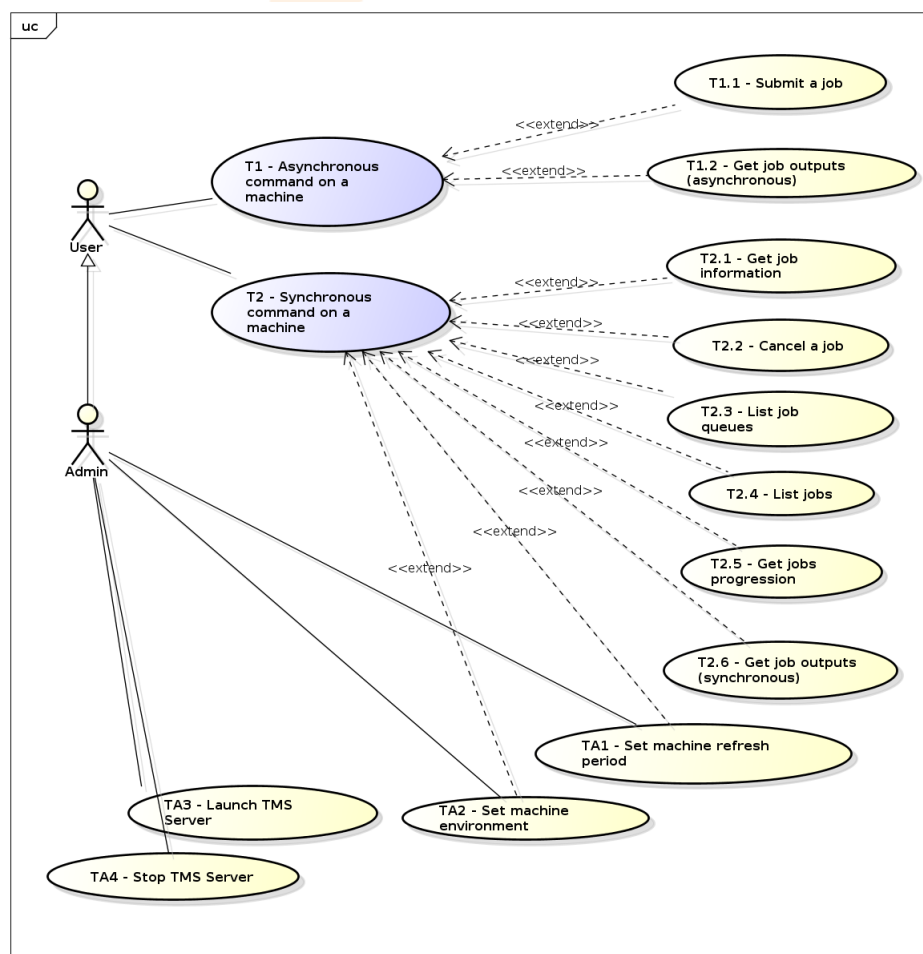 uc
T1.1 - Submit a job
<<extend>>
T1 - Asynchronous
command on a
machine
T1.2 - Get job outputs
(asynchronous)
<<extend>>
User
T2.1 - Get job
information
<<extend>>
T2 - Synchronous
command on a
machine
<<extend>>
T2.2 - Cancel a job
<<extend>>
T2.3 - List job
queues
<<extend>>
Admin
<<extend>>
T2.4 - List jobs
<<extend>>
<<extend>>
T2.5 - Get jobs
progression
<<extend>>
T2.6 - Get job outputs
(synchronous)
TA1 - Set machine refresh
period
TA3 - Launch TMS
Server
TA2 - Set machine
environment
TA4 - Stop TMS Server